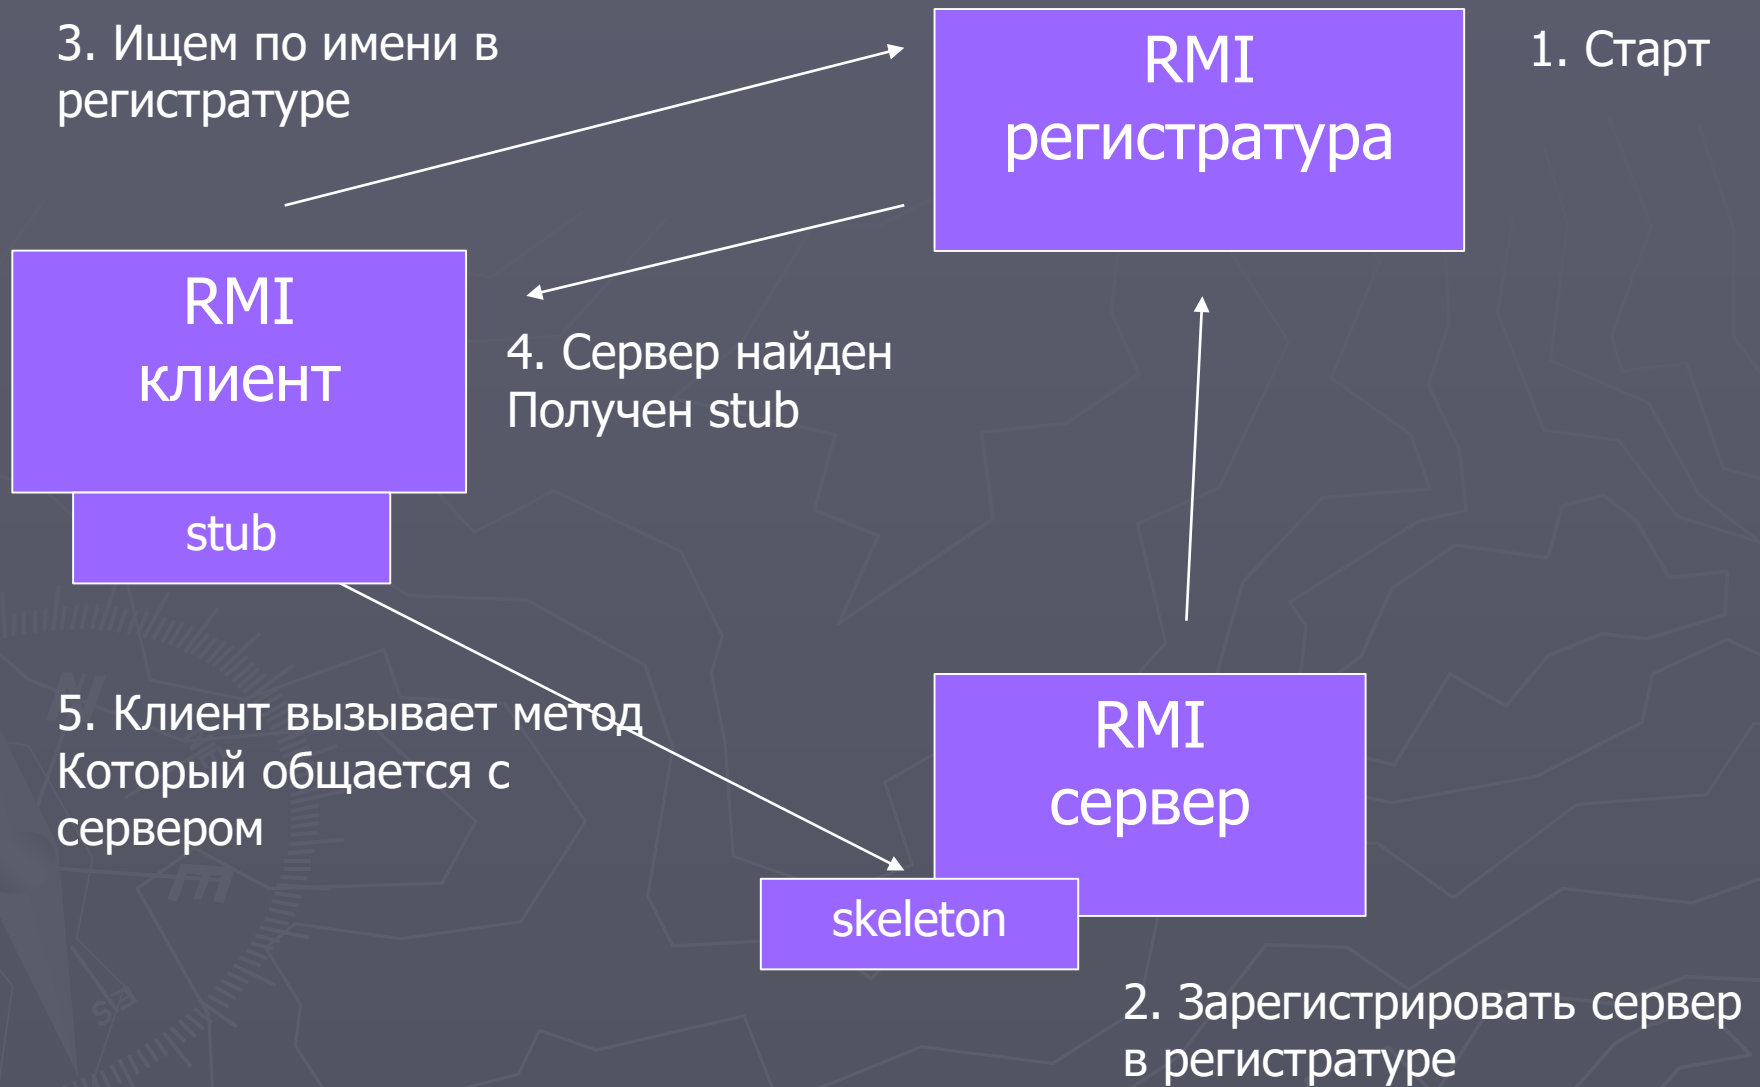 3. Ищем по имени в
регистратуре
RMI
регистратура
1. Старт
RMI
клиент
stub
4. Сервер найден
Получен stub
5. Клиент вызывает метод
Который общается с
сервером
RMI
сервер
skeleton
2. Зарегистрировать сервер
в регистратуре
N
E
SE